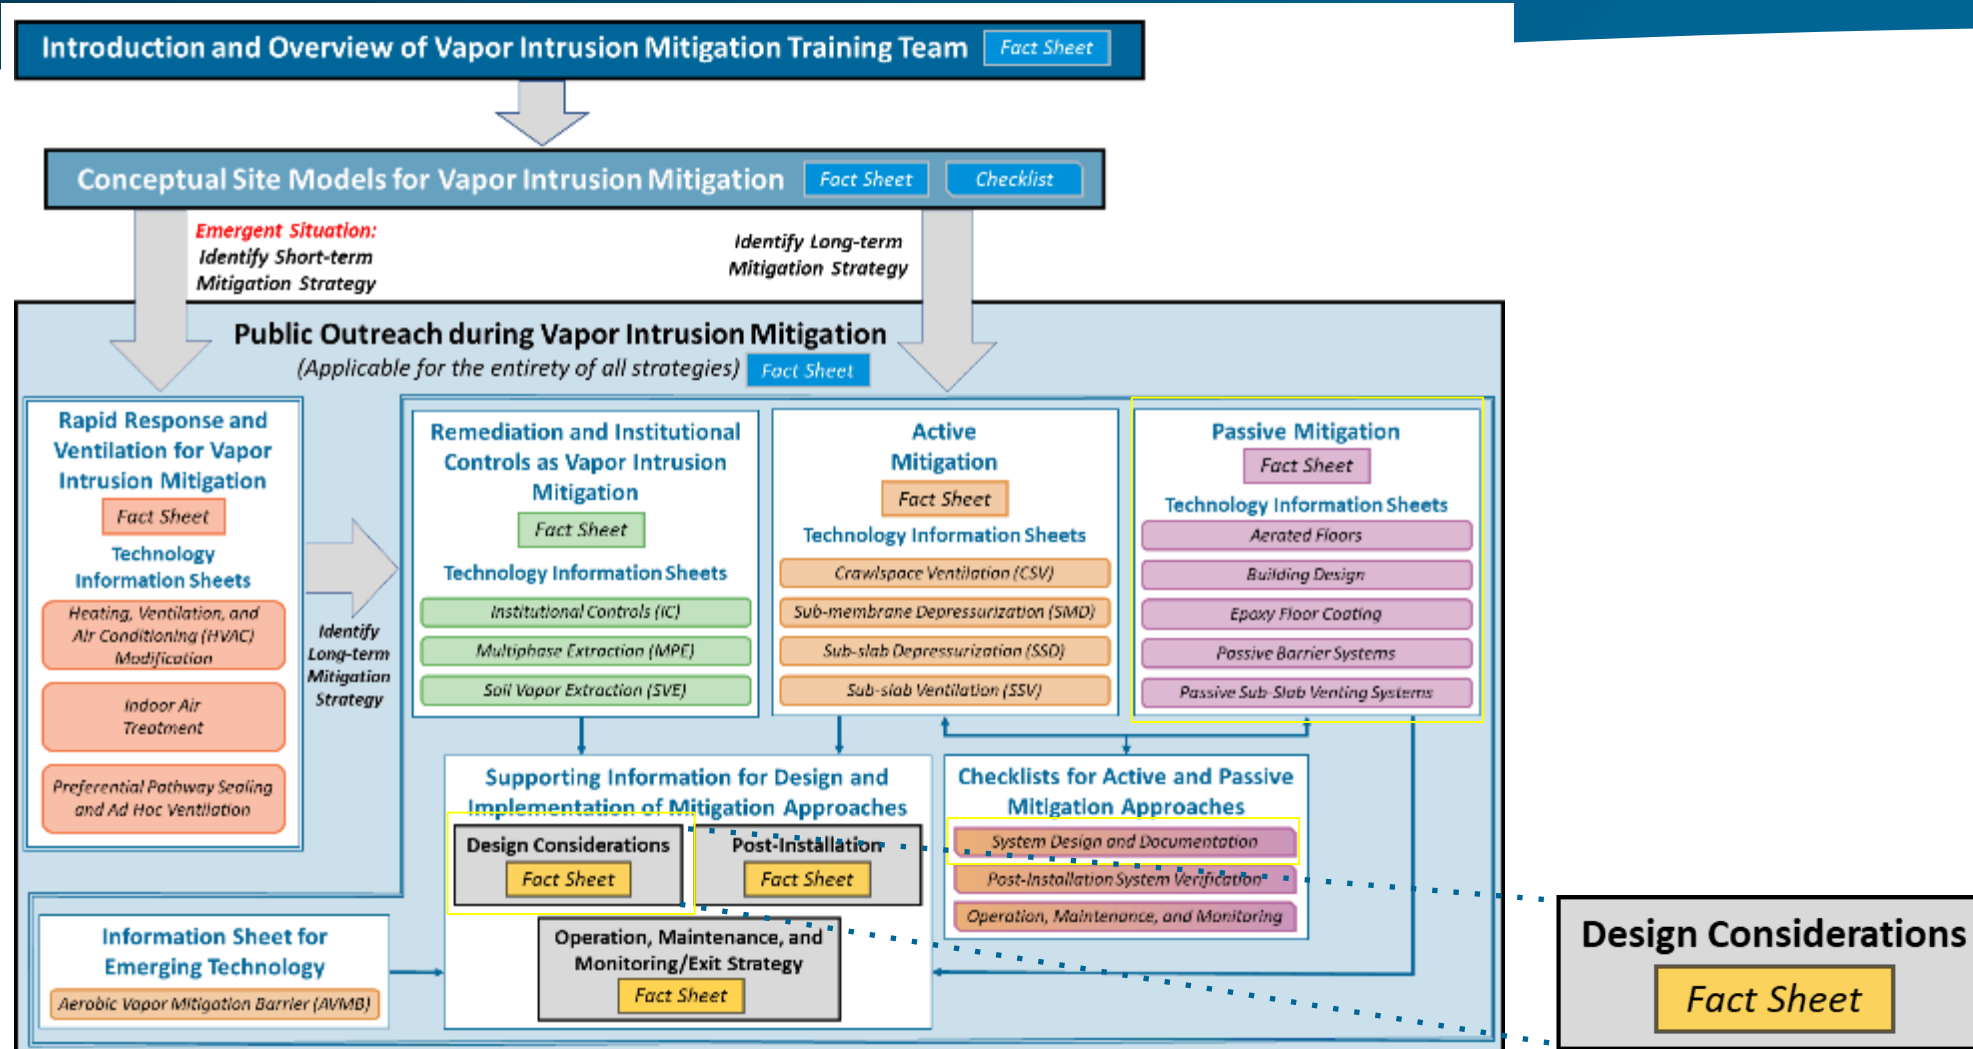 Introduction and Overview of Vapor Intrusion Mitigation Training Team
Fact Sheet
Conceptual Site Models for Vapor Intrusion Mitigation
Fact Sheet
Checklist
Emergent Situation:
Identify Short-term
Mitigation Strategy
Identify Long-term
Mitigation Strategy
Public Outreach during Vapor Intrusion Mitigation
(Applicable for the entirety of all strategies)
Fact Sheet
Rapid Response and
Ventilation for Vapor
Intrusion Mitigation
Fact Sheet
Technology
Information Sheets
Heating, Ventilation, and
Air Conditioning (HVAC)
Modification
Indoor Air
Treatment
Preferential Pathway Sealing
and Ad Hoc Ventilation
Identify
Long-term
Mitigation
Strategy
Remediation and Institutional
Controls as Vapor Intrusion
Mitigation
Fact Sheet
Technology Information Sheets
Institutional Controls (IC)
Multiphase Extraction (MPE)
Soil Vapor Extraction (SVE)
Active
Mitigation
Fact Sheet
Technology Information Sheets
Crawlspace Ventilation (CSV)
Sub-membrane Depressurization (SMD)
Sub-slab Depressurization (SSD)
Sub-slab Ventilation (SSV)
Passive Mitigation
Fact Sheet
Technology Information Sheets
Aerated Floors
Building Design
Epoxy Floor Coating
Passive Barrier Systems
Passive Sub-Slab Venting Systems
Supporting Information for Design and
Implementation of Mitigation Approaches
Design Considerations
Fact Sheet
Post-Installation
Fact Sheet
Operation, Maintenance, and
Monitoring/Exit Strategy
Fact Sheet
Checklists for Active and Passive
Mitigation Approaches
System Design and Documentation
Post-Installation System Verification
Operation, Maintenance, and Monitoring
Information Sheet for
Emerging Technology
Aerobic Vapor Mitigation Barrier (AVMB)
Design Considerations
Fact Sheet